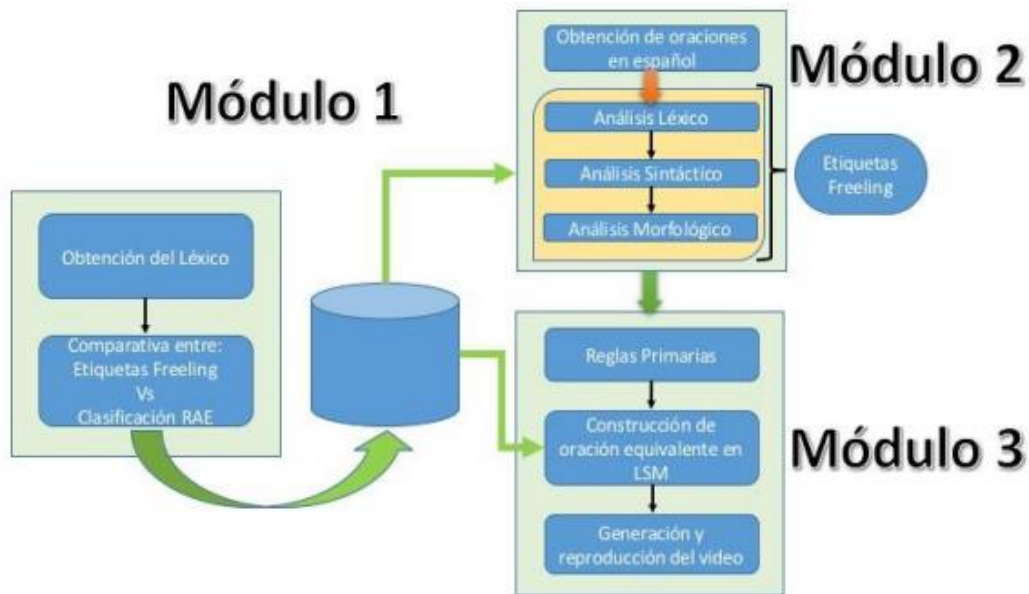 Módulo 1
Obtención del Léxico
Comparativa entre:
Etiquetas Freeling
Vs
Clasificación RAE
Módulo 2
Obtención de oraciones
en español
Análisis Léxico
Análisis Sintáctico
Análisis Morfológico
Etiquetas
Freeling
Módulo 3
Reglas Primarias
Construcción de
oración equivalente en
LSM
Generación y
reproducción del video